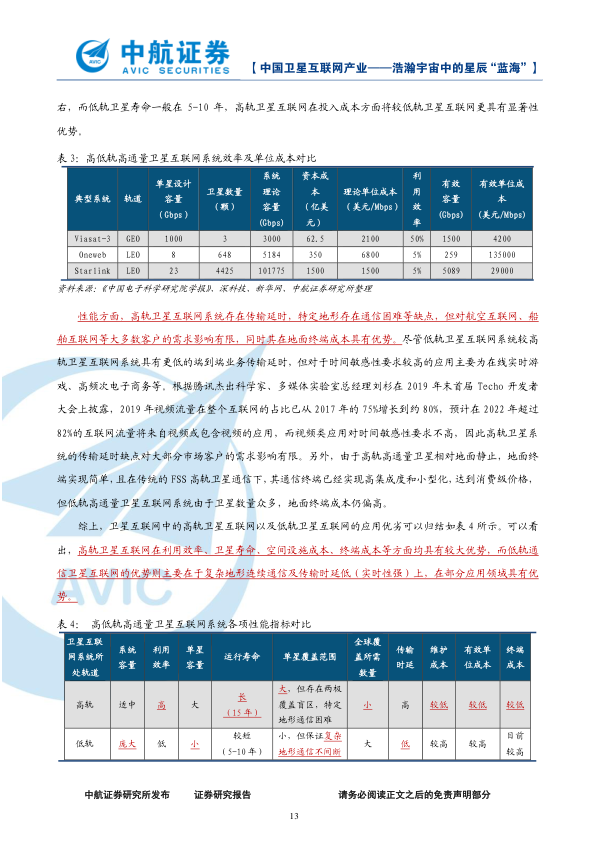 中航证券
AVIC SECURITIES
【中国卫星互联网产业——浩瀚宇宙中的星辰“蓝海”】
右，而低轨卫星寿命一般在 5-10 年，高轨卫星互联网在投入成本方面将较低轨卫星互联网更具有显著性
优势。
表 3：高低轨高通量卫星互联网系统效率及单位成本对比
典型系统 轨道 单星设计容量（Gbps） 卫星数量（颗） 系统理论容量(Gbps) 资本成本（亿美元） 理论单位成本（美元/Mbps） 利用效率 有效容量(Gbps) 有效单位成本(美元/Mbps)
Viasat-3 GEO 1000 3 3000 62.5 2100 50% 1500 4200
Oneweb LEO 8 648 5184 350 6800 5% 259 135000
Starlink LEO 23 4425 101775 1500 1500 5% 5089 29000
资料来源：《中国电子科学研究院学报》、深科技、新华网、中航证券研究所整理
性能方面，高轨卫星互联网系统存在传输延时，特定地形存在通信困难等缺点，但对航空互联网、船
舶互联网等大多数客户的需求影响有限，同时其在地面终端成本具有优势。尽管低轨卫星互联网系统较高
轨卫星互联网系统具有更低的端到端业务传输延时，但对于时间敏感性要求较高的应用主要为在线实时游
戏、高频次电子商务等。根据腾讯杰出科学家、多媒体实验室总经理刘杉在 2019 年末首届 Techo 开发者
大会上披露，2019 年视频流量在整个互联网的占比已从 2017 年的 75%增长到约 80%，预计在 2022 年超过
82%的互联网流量将来自视频或包含视频的应用，而视频类应用对时间敏感性要求不高，因此高轨卫星系
统的传输延时缺点对大部分市场客户的需求影响有限。另外，由于高轨高通量卫星相对地面静止，地面终
端实现简单，且在传统的 FSS 高轨卫星通信下，其通信终端已经实现高集成度和小型化，达到消费级价格，
但低轨高通量卫星互联网系统由于卫星数量众多，地面终端成本仍偏高。
综上，卫星互联网中的高轨卫星互联网以及低轨卫星互联网的应用优劣可以归结如表 4 所示。可以看
出，高轨卫星互联网在利用效率、卫星寿命、空间设施成本、终端成本等方面均具有较大优势，而低轨通
信卫星互联网的优势则主要在于复杂地形连续通信及传输时延低（实时性强）上，在部分应用领域具有优
势。
表 4： 高低轨高通量卫星互联网系统各项性能指标对比
卫星互联网系统所处轨道 系统容量 利用效率 单星容量 运行寿命 单星覆盖范围 全球覆盖所需数量 传输时延 维护成本 有效单位成本 终端成本
高轨 适中 高 大 长（15 年） 大，但存在两极覆盖盲区，特定地形通信困难 小 高 较低 较低 较低
低轨 庞大 低 小 较短（5-10 年） 小，但保证复杂地形通信不间断 大 低 较高 较高 目前较高
AVIC
中航证券研究所发布 证券研究报告 请务必阅读正文之后的免责声明部分
13